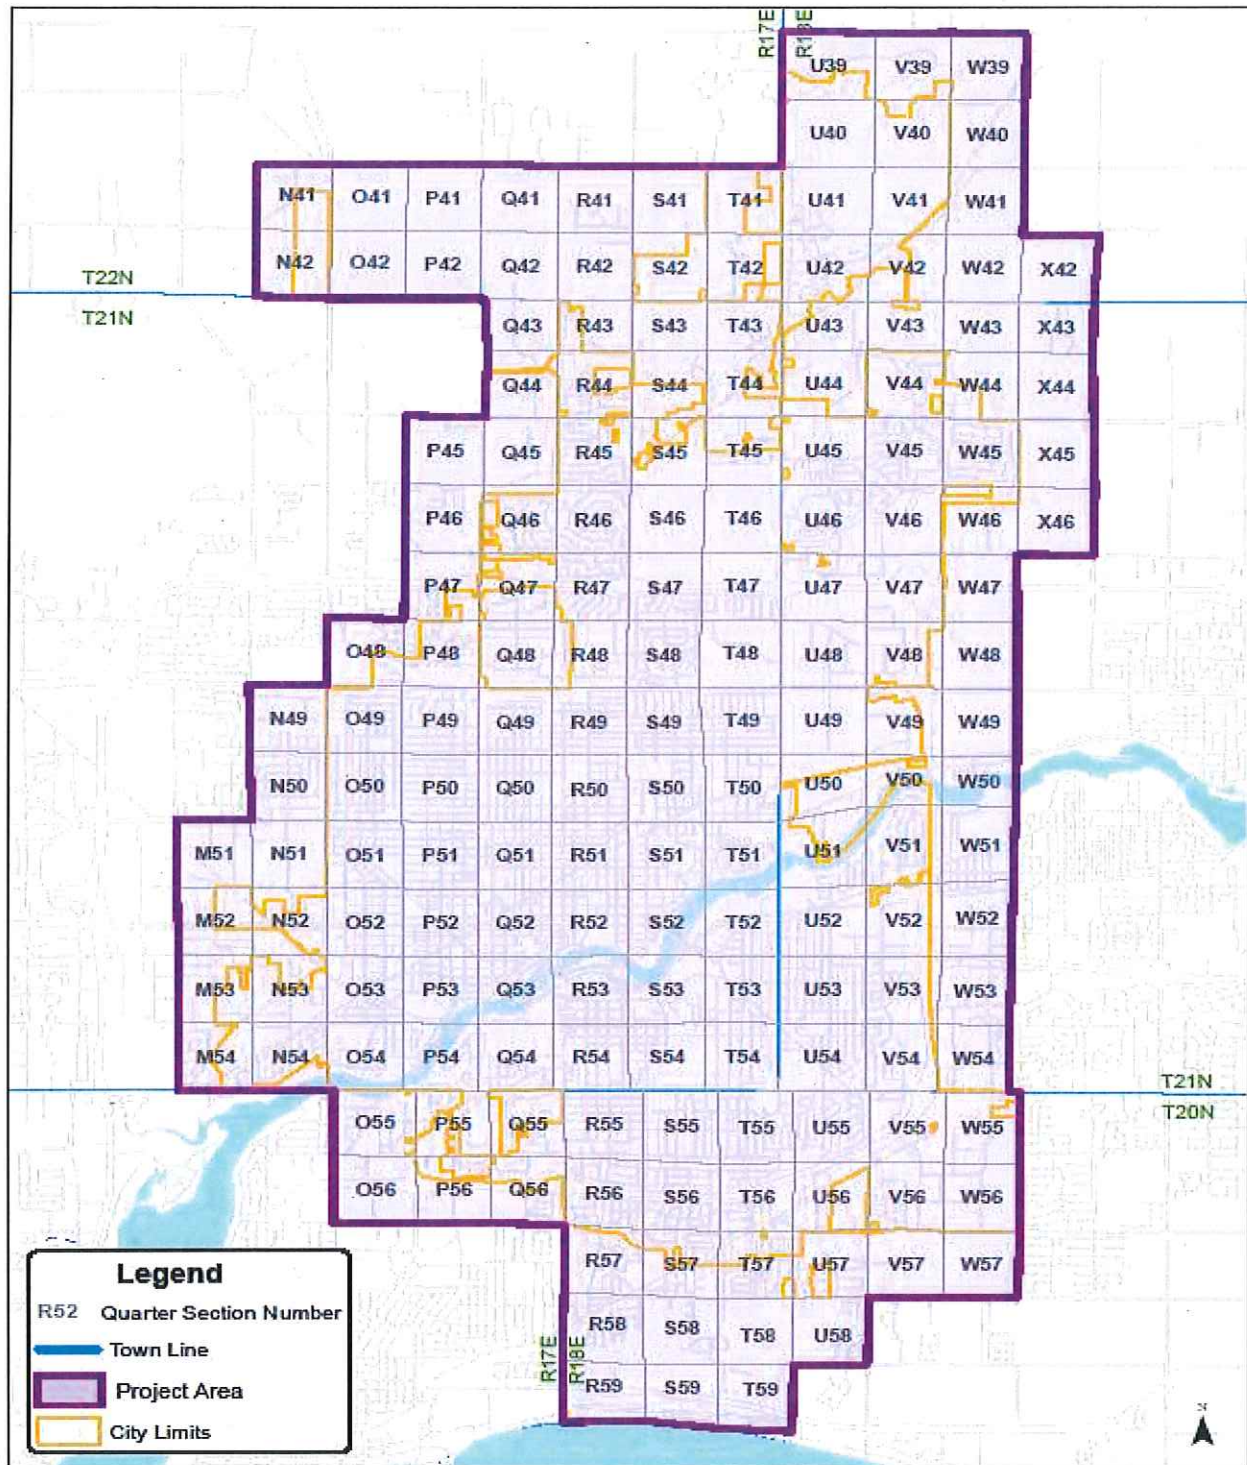 R17E
R18E
U39 V39 W39
U40 V40 W40
N41 O41 P41 Q41 R41 S41 T41 U41 V41 W41
N42 O42 P42 Q42 R42 S42 T42 U42 V42 W42 X42
T22N
T21N
Q43 R43 S43 T43 U43 V43 W43 X43
Q44 R44 S44 T44 U44 V44 W44 X44
P45 Q45 R45 S45 T45 U45 V45 W45 X45
P46 Q46 R46 S46 T46 U46 V46 W46 X46
P47 Q47 R47 S47 T47 U47 V47 W47
O48 P48 Q48 R48 S48 T48 U48 V48 W48
N49 O49 P49 Q49 R49 S49 T49 U49 V49 W49
N50 O50 P50 Q50 R50 S50 T50 U50 V50 W50
M51 N51 O51 P51 Q51 R51 S51 T51 U51 V51 W51
M52 N52 O52 P52 Q52 R52 S52 T52 U52 V52 W52
M53 N53 O53 P53 Q53 R53 S53 T53 U53 V53 W53
M54 N54 O54 P54 Q54 R54 S54 T54 U54 V54 W54
T21N
T20N
O55 P55 Q55 R55 S55 T55 U55 V55 W55
O56 P56 Q56 R56 S56 T56 U56 V56 W56
R57 S57 T57 U57 V57 W57
R58 S58 T58 U58
R59 S59 T59
R17E
R18E
Legend
R52 Quarter Section Number
Town Line
Project Area
City Limits
N